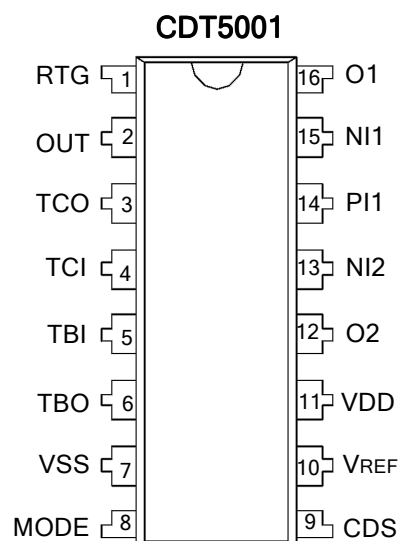 CDT5001
RTG 1 16 O1
OUT 2 15 NI1
TCO 3 14 PI1
TCI 4 13 NI2
TBI 5 12 O2
TBO 6 11 VDD
VSS 7 10 VREF
MODE 8 9 CDS